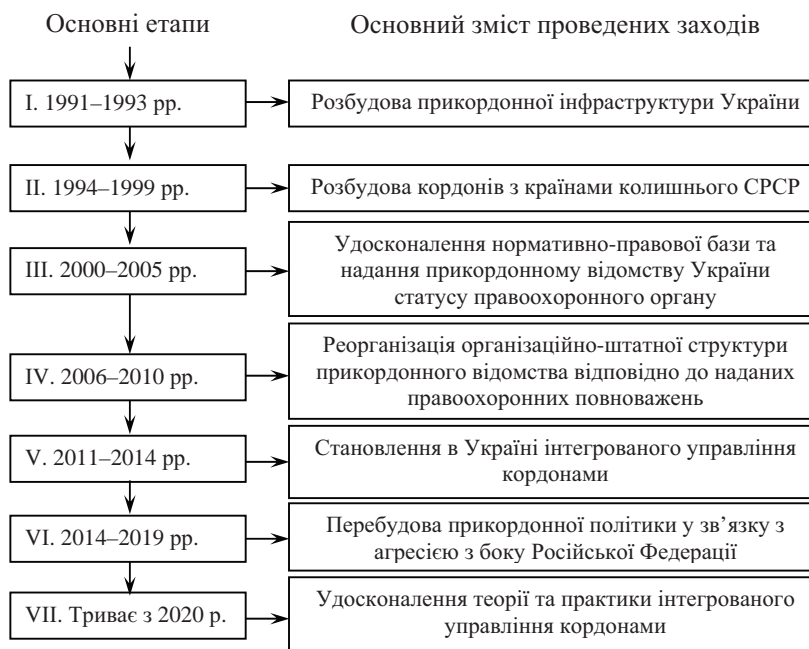 Основні етапи
Основний зміст проведених заходів
І. 1991–1993 рр.
Розбудова прикордонної інфраструктури України
ІІ. 1994–1999 рр.
Розбудова кордонів з країнами колишнього СРСР
ІІІ. 2000–2005 рр.
Удосконалення нормативно-правової бази та
надання прикордонному відомству України
статусу правоохоронного органу
IV. 2006–2010 рр.
Реорганізація організаційно-штатної структури
прикордонного відомства відповідно до наданих
правоохоронних повноважень
V. 2011–2014 рр.
Становлення в Україні інтегрованого управління
кордонами
VI. 2014–2019 рр.
Перебудова прикордонної політики у зв’язку з
агресією з боку Російської Федерації
VII. Триває з 2020 р.
Удосконалення теорії та практики інтегрованого
управління кордонами